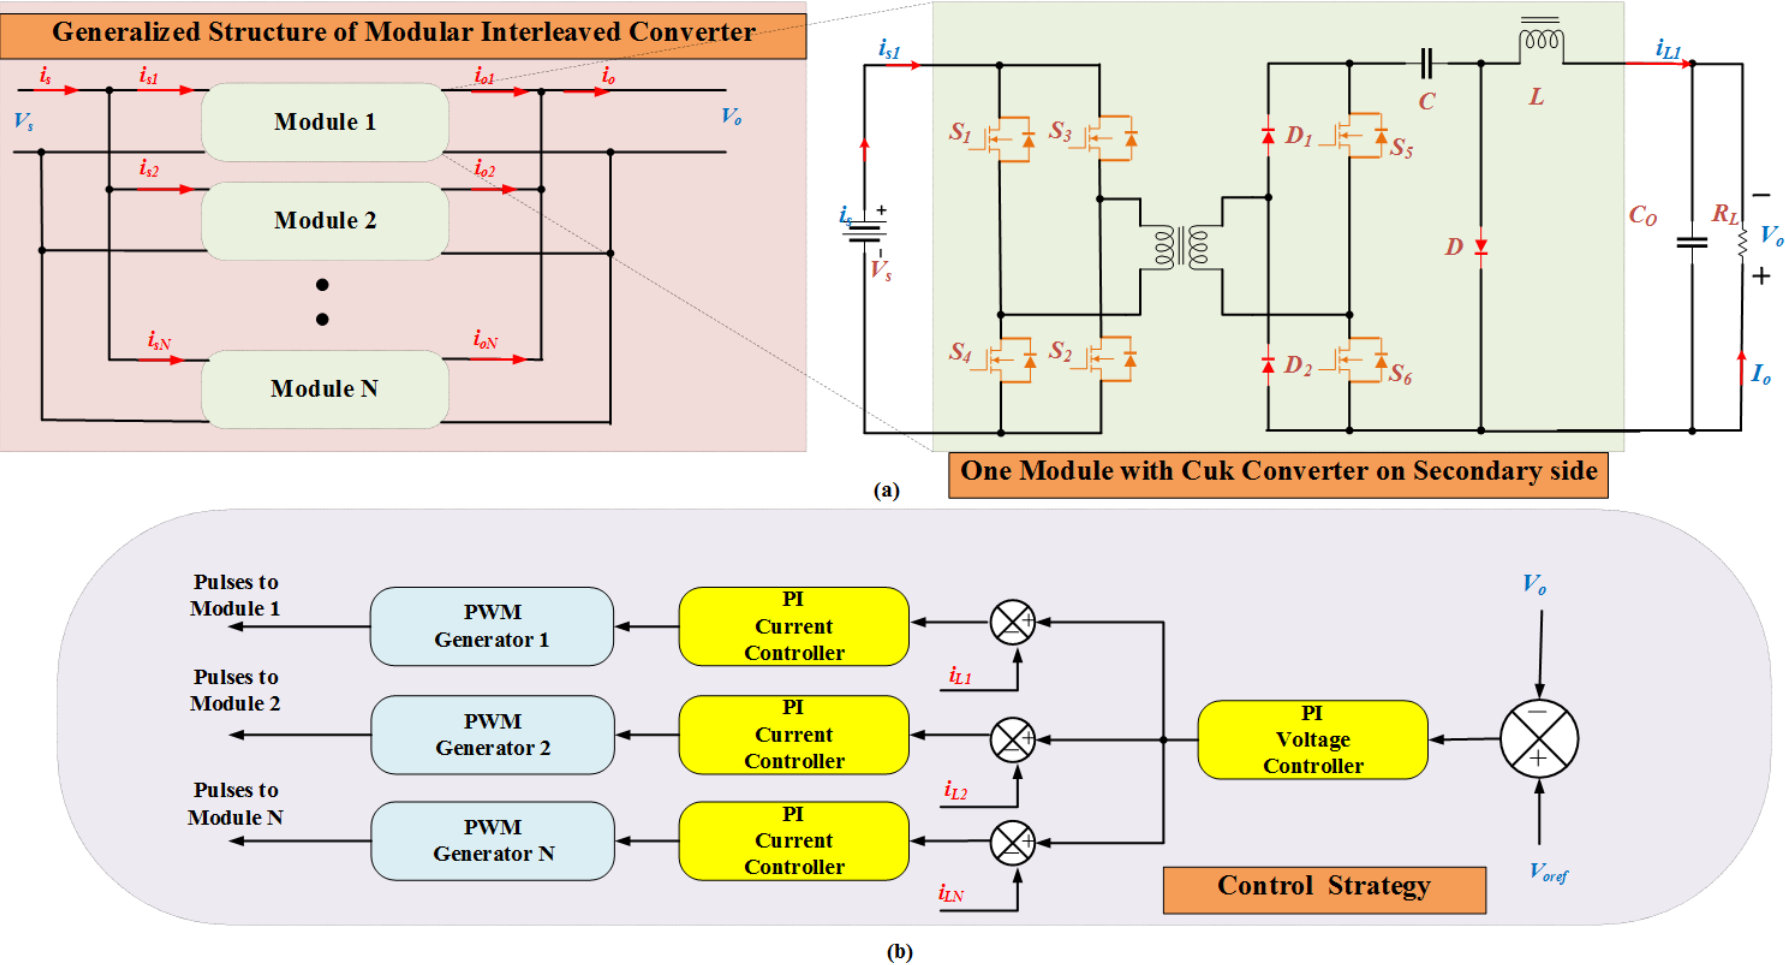 Generalized Structure of Modular Interleaved Converter
is
is1
io1
io
Vs
Module 1
Vo
is2
io2
Module 2
isN
ioN
Module N
is1
iL1
C
L
S1
S3
D1
S5
is
+
-
Vs
D
CO
RL
−
Vo
+
S4
S2
D2
S6
Io
One Module with Cuk Converter on Secondary side
(a)
Pulses to
Module 1
PWM
Generator 1
PI
Current
Controller
+
−
iL1
Vo
Pulses to
Module 2
PWM
Generator 2
PI
Current
Controller
+
−
iL2
PI
Voltage
Controller
−
+
Pulses to
Module N
PWM
Generator N
PI
Current
Controller
+
−
iLN
Voref
Control Strategy
(b)